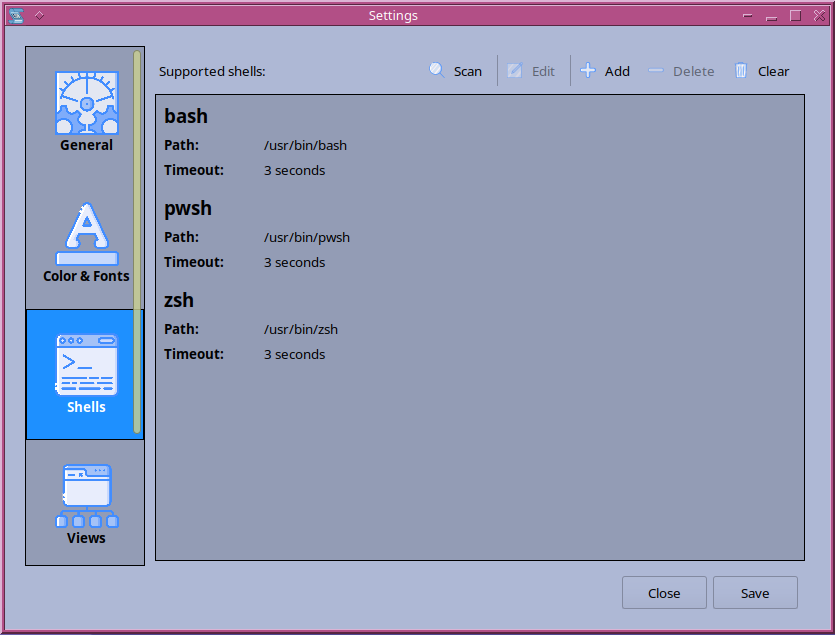 Settings
General
Color & Fonts
Shells
Views
Supported shells:
Scan
Edit
Add
Delete
Clear
bash
Path: /usr/bin/bash
Timeout: 3 seconds
pwsh
Path: /usr/bin/pwsh
Timeout: 3 seconds
zsh
Path: /usr/bin/zsh
Timeout: 3 seconds
Close
Save